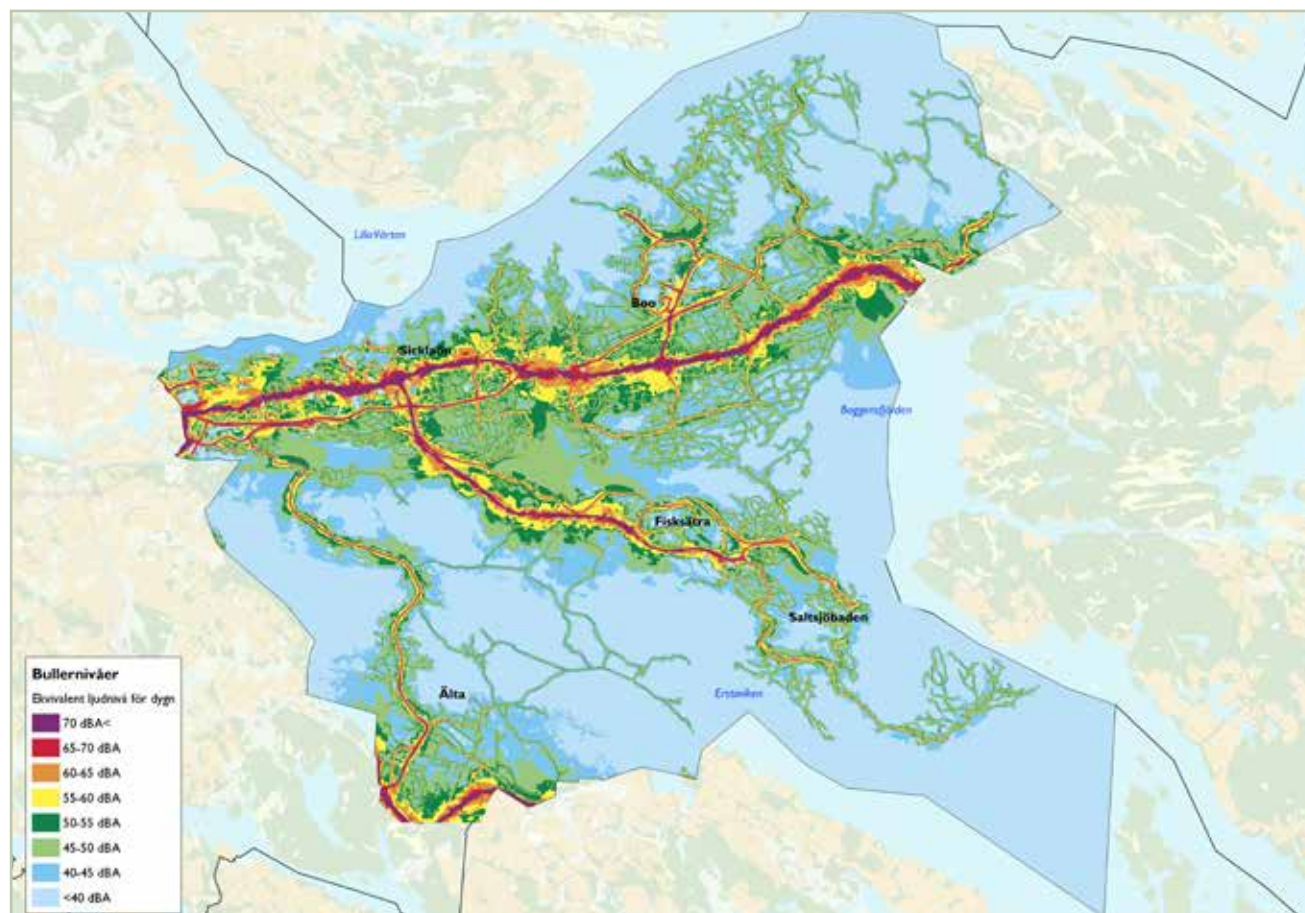 Lilla Värtan
Boo
Sicklaön
Baggensfjärden
Fisksätra
Saltsjöbaden
Älta
Erstaviken
Bullernivåer
Ekvivalent ljudnivå för dygn
70 dBA<
65-70 dBA
60-65 dBA
55-60 dBA
50-55 dBA
45-50 dBA
40-45 dBA
<40 dBA